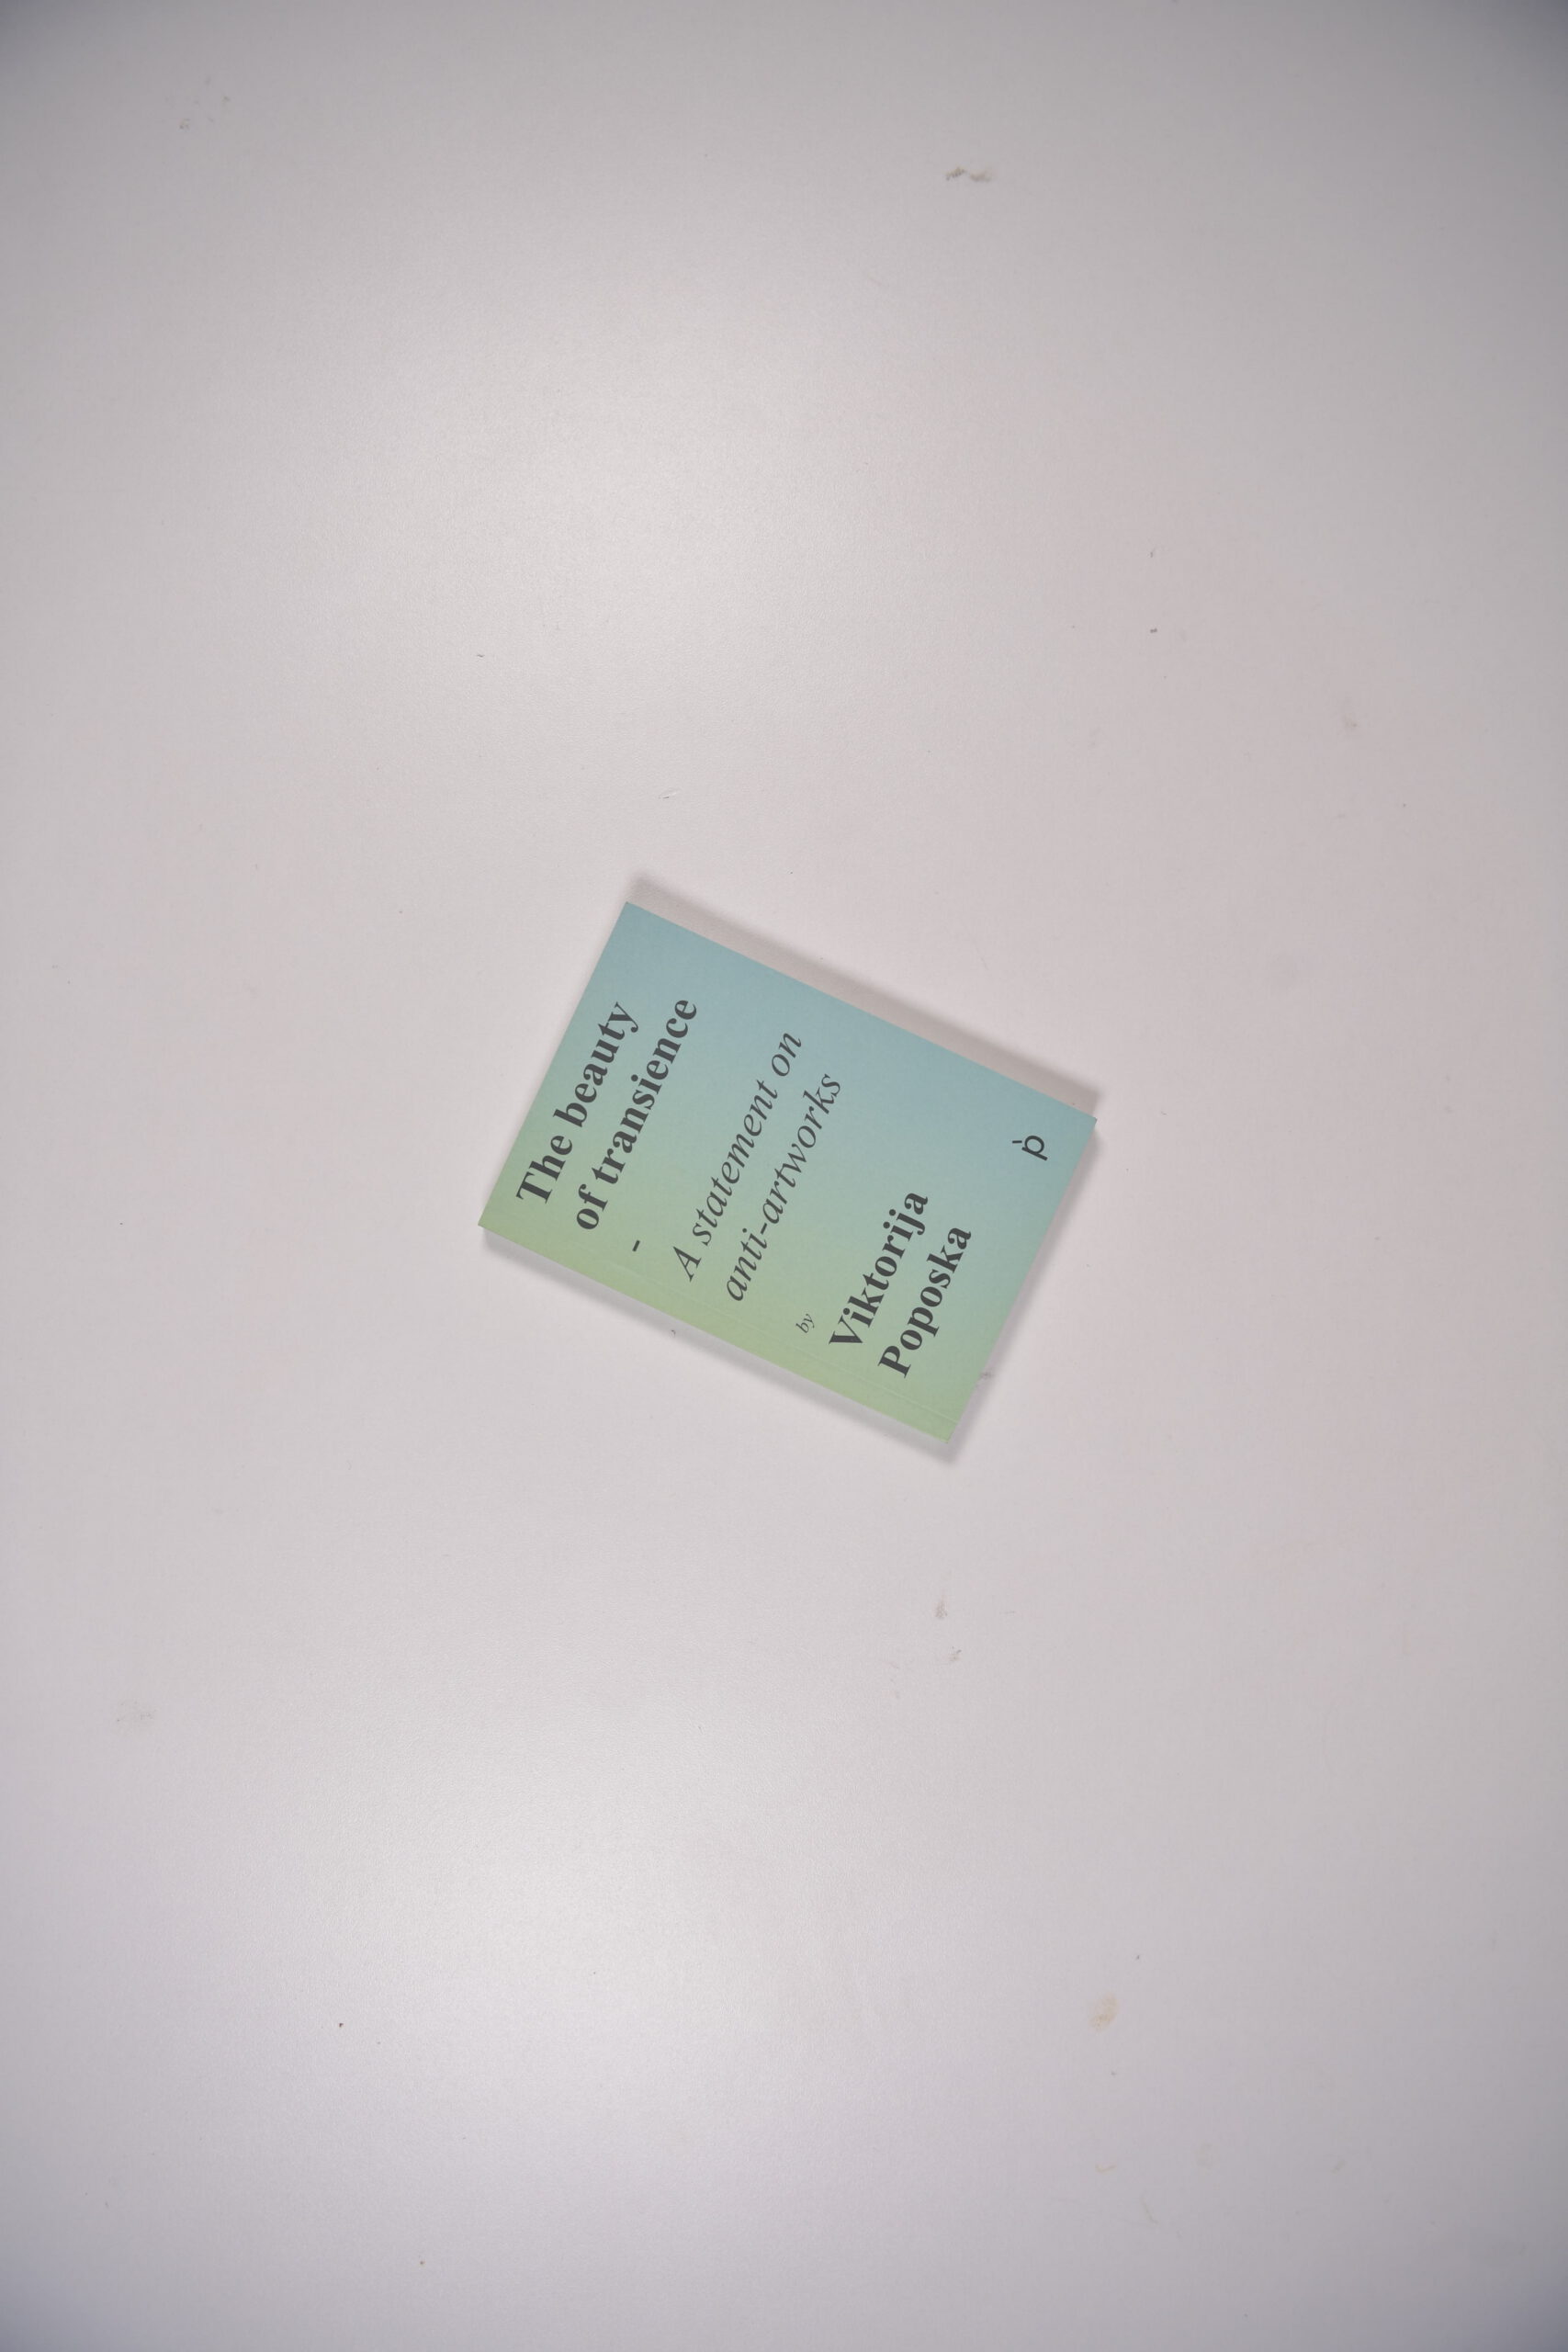 The beauty
of transience
-
A statement on
anti-artworks
by
Viktorija
Poposka